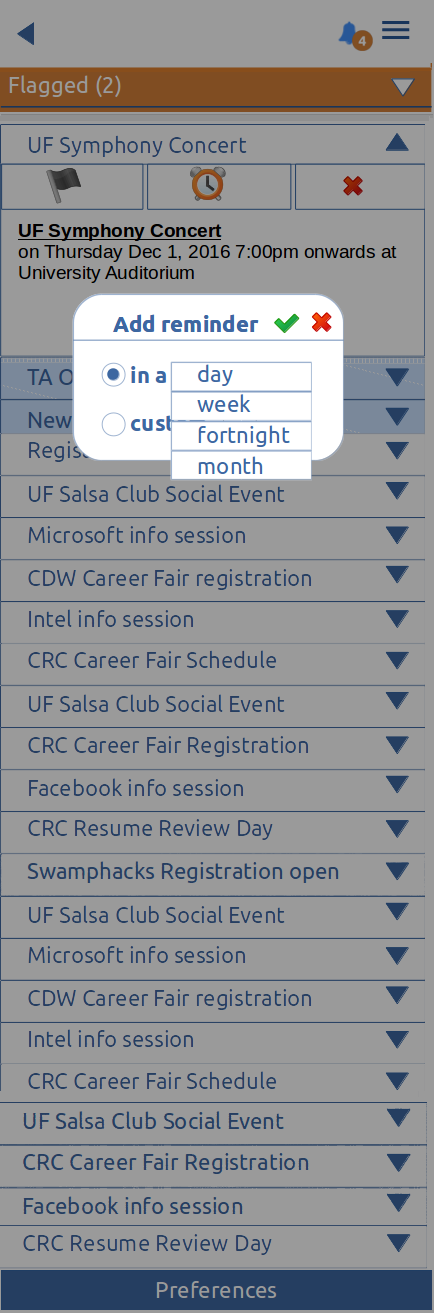 4
Flagged (2)
UF Symphony Concert
UF Symphony Concert
on Thursday Dec 1, 2016 7:00pm onwards at
University Auditorium
Add reminder
in a
day
week
fortnight
month
TA O
New
Regis
UF Salsa Club Social Event
Microsoft info session
CDW Career Fair registration
Intel info session
CRC Career Fair Schedule
UF Salsa Club Social Event
CRC Career Fair Registration
Facebook info session
CRC Resume Review Day
Swamphacks Registration open
UF Salsa Club Social Event
Microsoft info session
CDW Career Fair registration
Intel info session
CRC Career Fair Schedule
UF Salsa Club Social Event
CRC Career Fair Registration
Facebook info session
CRC Resume Review Day
Preferences